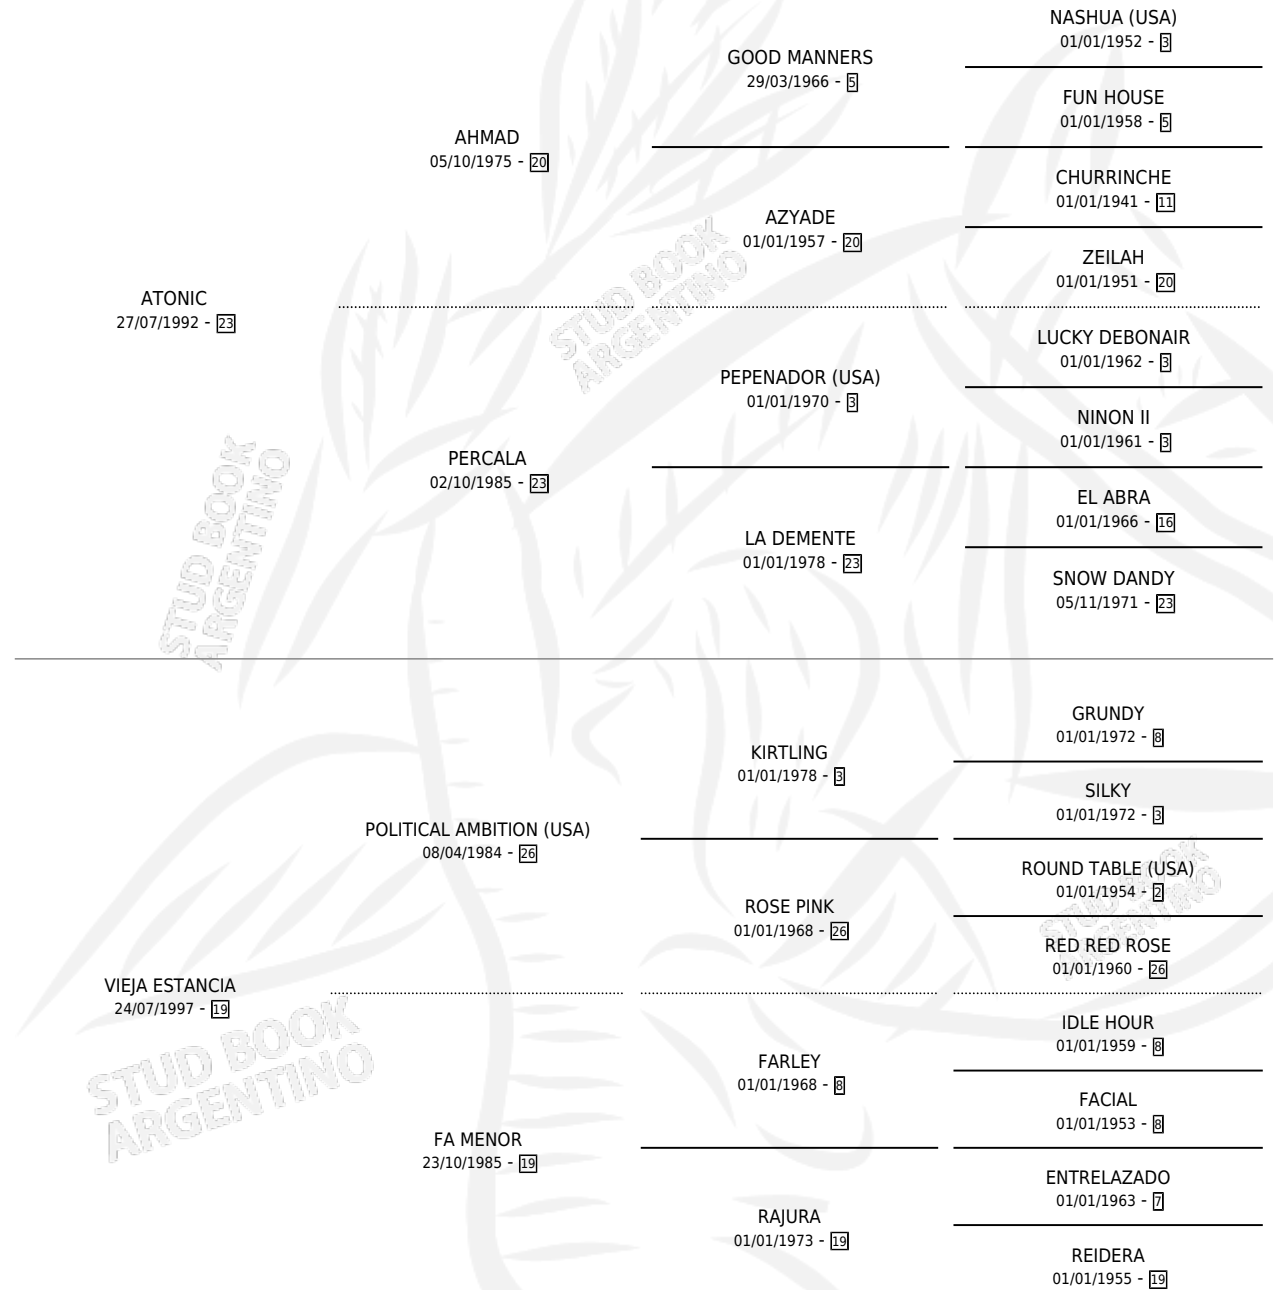 NASHUA (USA)
01/01/1952 - 3
GOOD MANNERS
29/03/1966 - 5
FUN HOUSE
01/01/1958 - 5
AHMAD
05/10/1975 - 20
CHURRINCHE
01/01/1941 - 11
AZYADE
01/01/1957 - 20
ZEILAH
01/01/1951 - 20
ATONIC
27/07/1992 - 23
STUD BOOK
ARGENTINO
LUCKY DEBONAIR
01/01/1962 - 3
PEPENADOR (USA)
01/01/1970 - 3
NINON II
01/01/1961 - 3
PERCALA
02/10/1985 - 23
EL ABRA
01/01/1966 - 16
LA DEMENTE
01/01/1978 - 23
SNOW DANDY
05/11/1971 - 23
STUD BOOK
ARGENTINO
GRUNDY
01/01/1972 - 8
KIRTLING
01/01/1978 - 3
SILKY
01/01/1972 - 3
POLITICAL AMBITION (USA)
08/04/1984 - 26
ROUND TABLE (USA)
01/01/1954 - 2
ROSE PINK
01/01/1968 - 26
STUD BOOK
ARGENTINO
RED RED ROSE
01/01/1960 - 26
VIEJA ESTANCIA
24/07/1997 - 19
STUD BOOK
ARGENTINO
IDLE HOUR
01/01/1959 - 8
FARLEY
01/01/1968 - 8
FACIAL
01/01/1953 - 8
FA MENOR
23/10/1985 - 19
ENTRELAZADO
01/01/1963 - 7
RAJURA
01/01/1973 - 19
REIDERA
01/01/1955 - 19